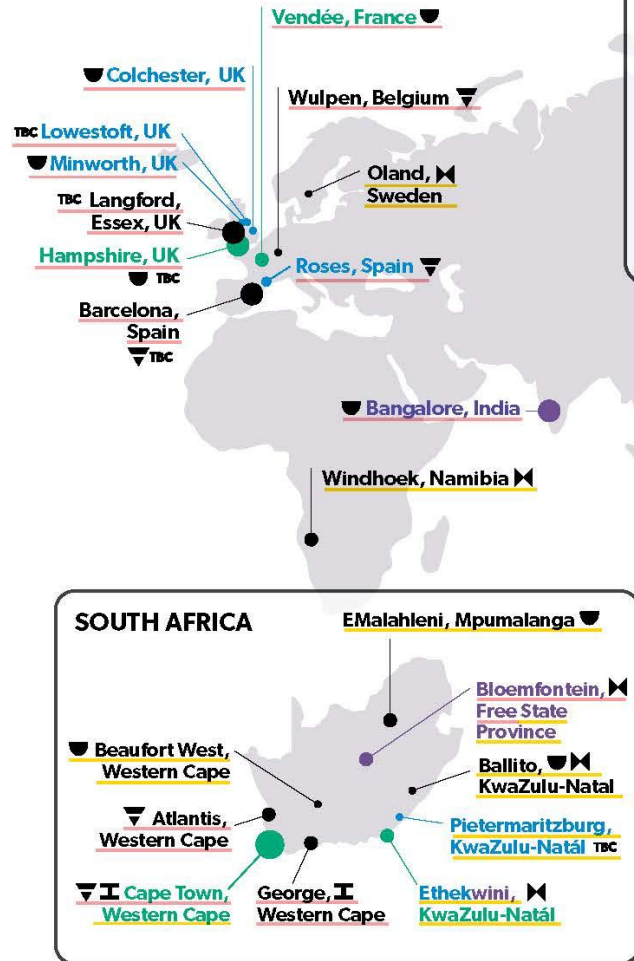 Vendée, France
Colchester, UK
Wulpen, Belgium
TBC Lowestoft, UK
Minworth, UK
Oland,
Sweden
TBC Langford,
Essex, UK
Hampshire, UK
TBC
Roses, Spain
Barcelona,
Spain
TBC
Bangalore, India
Windhoek, Namibia
SOUTH AFRICA
EMalahleni, Mpumalanga
Bloemfontein,
Free State
Province
Beaufort West,
Western Cape
Ballito,
KwaZulu-Natal
Atlantis,
Western Cape
Pietermaritzburg,
KwaZulu-Natál TBC
Cape Town,
Western Cape
George,
Western Cape
Ethekwini,
KwaZulu-Natál